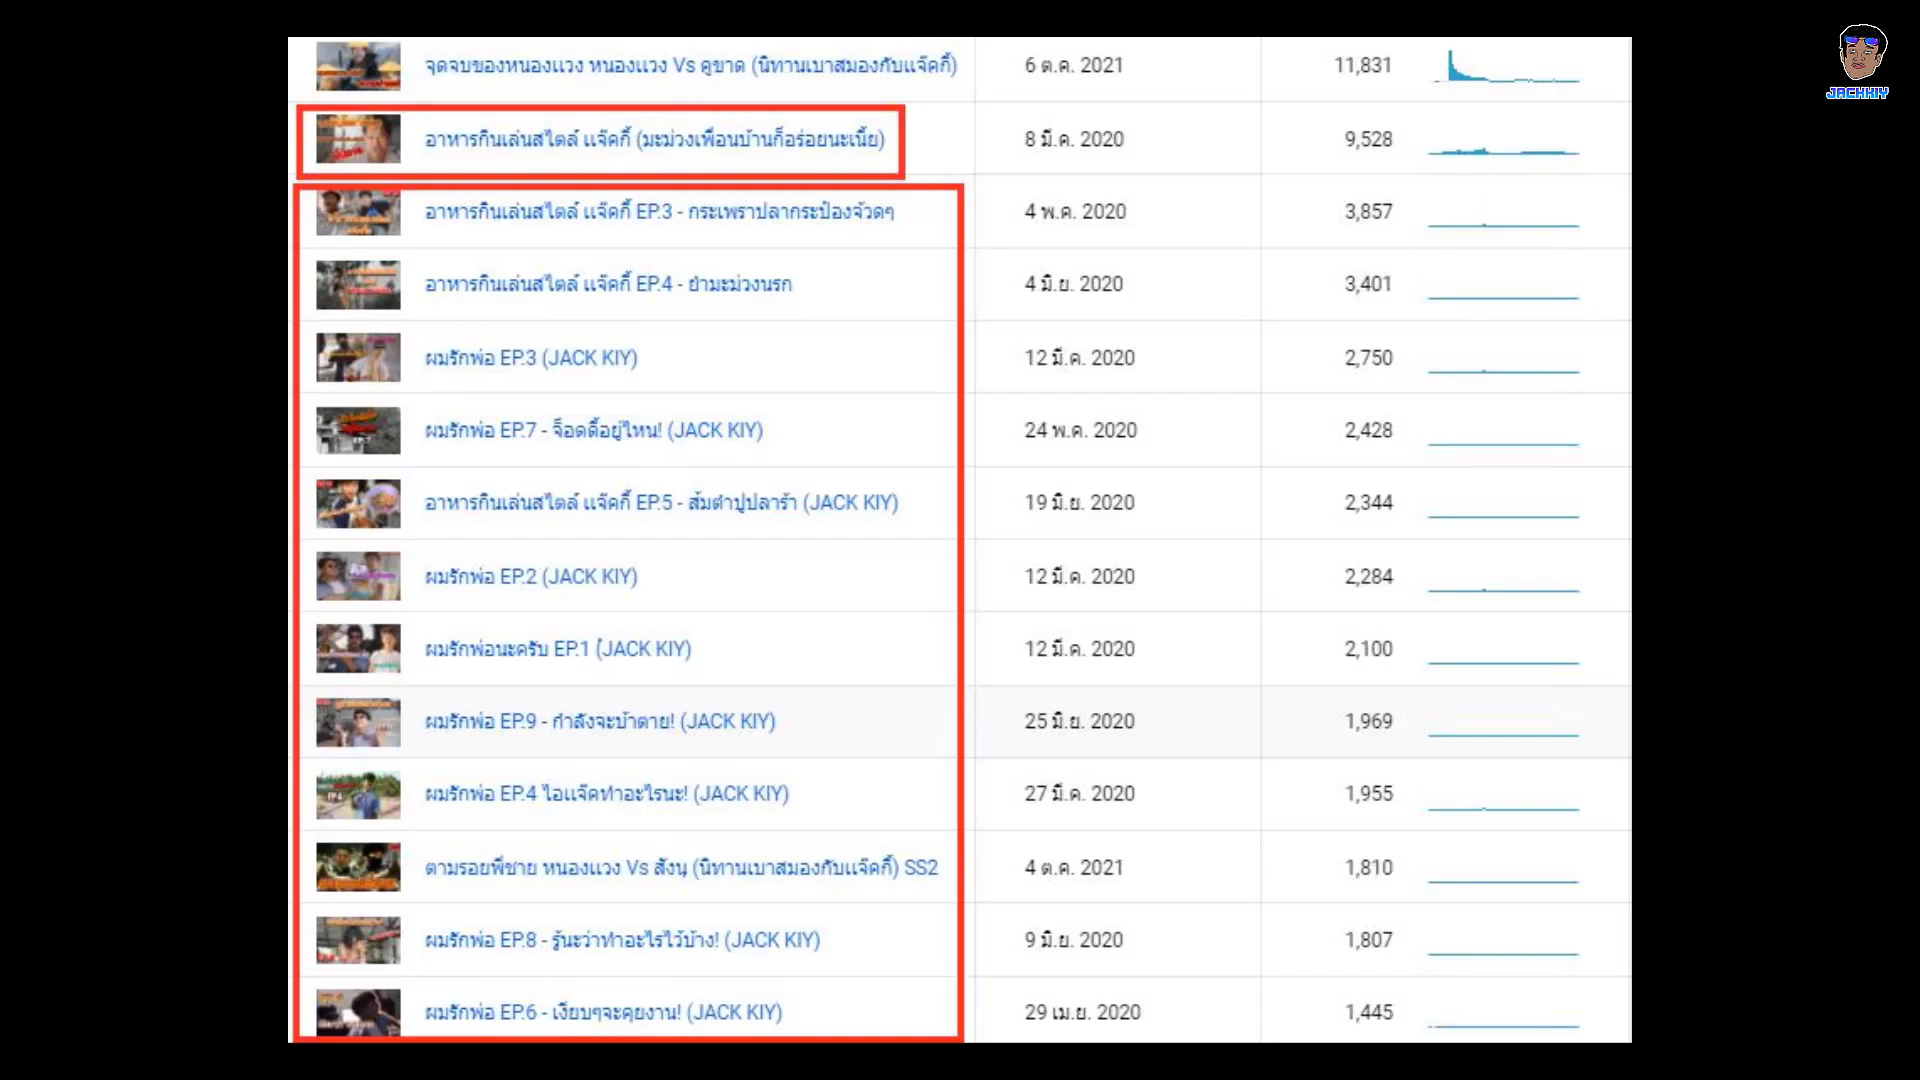 JACKKIY
จุดจบของหนองแวง หนองแวง Vs คูขาด (นิทานเบาสมองกับแจ๊คกี้) 6 ต.ค. 2021 11,831
อาหารกินเล่นสไตล์ แจ๊คกี้ (มะม่วงเพื่อนบ้านก็อร่อยนะเนี้ย) 8 มี.ค. 2020 9,528
อาหารกินเล่นสไตล์ แจ๊คกี้ EP.3 - กระเพราปลากระป๋องจ้วดๆ 4 พ.ค. 2020 3,857
อาหารกินเล่นสไตล์ แจ๊คกี้ EP.4 - ยำมะม่วงนรก 4 มิ.ย. 2020 3,401
ผมรักพ่อ EP.3 (JACK KIY) 12 มี.ค. 2020 2,750
ผมรักพ่อ EP.7 - จ็อดดี้อยู่ไหน! (JACK KIY) 24 พ.ค. 2020 2,428
อาหารกินเล่นสไตล์ แจ๊คกี้ EP.5 - ส้มตำปูปลาร้า (JACK KIY) 19 มิ.ย. 2020 2,344
ผมรักพ่อ EP.2 (JACK KIY) 12 มี.ค. 2020 2,284
ผมรักพ่อนะครับ EP.1 (JACK KIY) 12 มี.ค. 2020 2,100
ผมรักพ่อ EP.9 - กำลังจะบ้าตาย! (JACK KIY) 25 มิ.ย. 2020 1,969
ผมรักพ่อ EP.4 ไอแจ๊คทำอะไรนะ! (JACK KIY) 27 มี.ค. 2020 1,955
ตามรอยพี่ชาย หนองแวง Vs สังนุ (นิทานเบาสมองกับแจ๊คกี้) SS2 4 ต.ค. 2021 1,810
ผมรักพ่อ EP.8 - รู้นะว่าทำอะไรไว้บ้าง! (JACK KIY) 9 มิ.ย. 2020 1,807
ผมรักพ่อ EP.6 - เงียบๆจะคุยงาน! (JACK KIY) 29 เม.ย. 2020 1,445